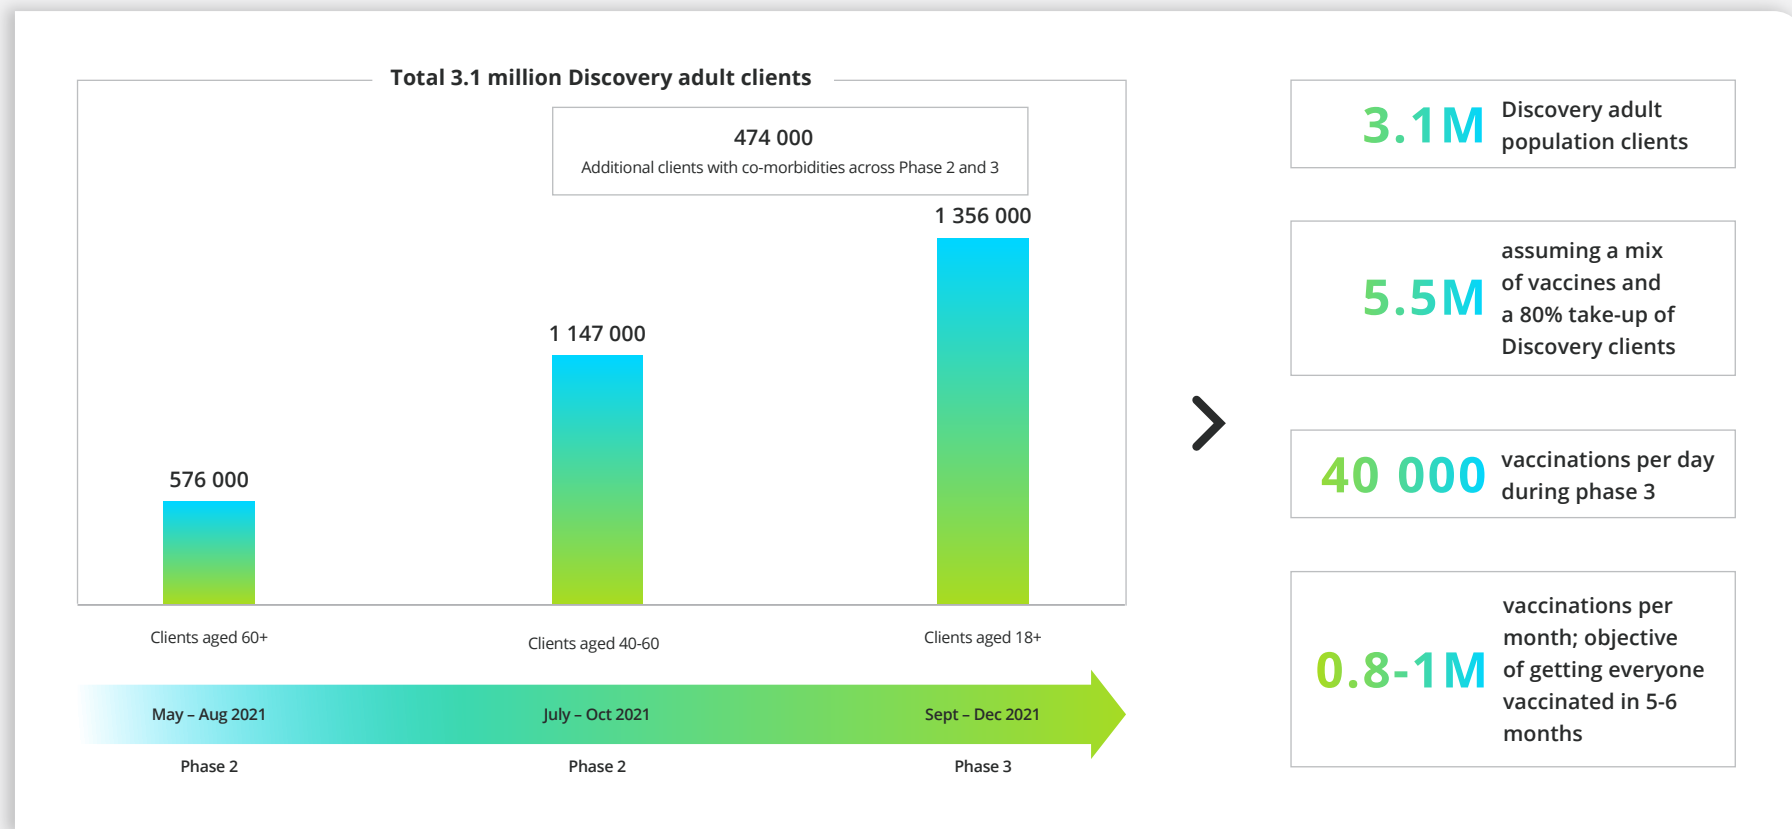 Total 3.1 million Discovery adult clients
474 000
Additional clients with co-morbidities across Phase 2 and 3
576 000
1 147 000
1 356 000
Clients aged 60+
Clients aged 40-60
Clients aged 18+
May – Aug 2021
July – Oct 2021
Sept – Dec 2021
Phase 2
Phase 2
Phase 3
3.1M
Discovery adult
population clients
5.5M
assuming a mix
of vaccines and
a 80% take-up of
Discovery clients
40 000
vaccinations per day
during phase 3
0.8-1M
vaccinations per
month; objective
of getting everyone
vaccinated in 5-6
months